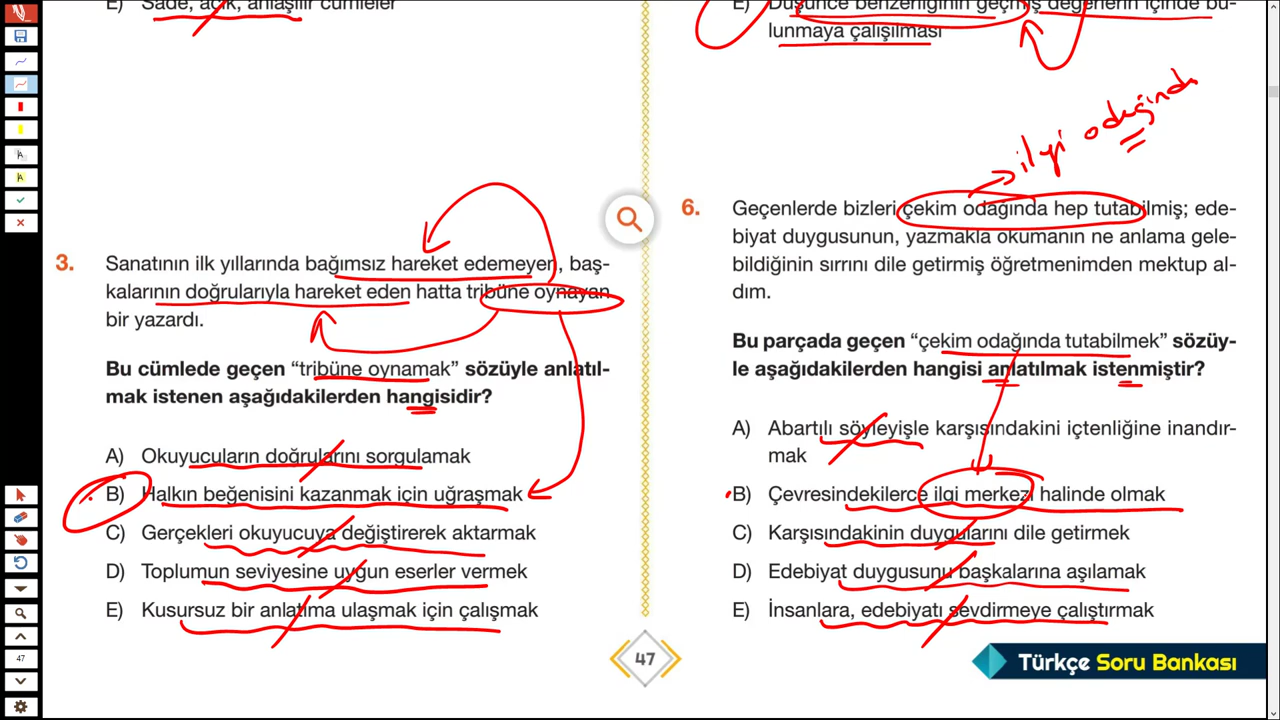 E) Sade, açık, anlaşılır cümleler
3. Sanatının ilk yıllarında bağımsız hareket edemeyen, baş-
kalarının doğrularıyla hareket eden hatta tribüne oynayan
bir yazardı.
Bu cümlede geçen “tribüne oynamak” sözüyle anlatıl-
mak istenen aşağıdakilerden hangisidir?
A) Okuyucuların doğrularını sorgulamak
B) Halkın beğenisini kazanmak için uğraşmak
C) Gerçekleri okuyucuya değiştirerek aktarmak
D) Toplumun seviyesine uygun eserler vermek
E) Kusursuz bir anlatıma ulaşmak için çalışmak
E) Düşünce benzerliğinin geçmiş değerlerin içinde bu-
lunmaya çalışılması
ilgi odağında
6. Geçenlerde bizleri çekim odağında hep tutabilmiş; ede-
biyat duygusunun, yazmakla okumanın ne anlama gele-
bildiğinin sırrını dile getirmiş öğretmenimden mektup al-
dım.
Bu parçada geçen “çekim odağında tutabilmek” sözüy-
le aşağıdakilerden hangisi anlatılmak istenmiştir?
A) Abartılı söyleyişle karşısındakini içtenliğine inandır-
mak
B) Çevresindekilerce ilgi merkezi halinde olmak
C) Karşısındakinin duygularını dile getirmek
D) Edebiyat duygusunu başkalarına aşılamak
E) İnsanlara, edebiyatı sevdirmeye çalıştırmak
47
47
Türkçe Soru Bankası